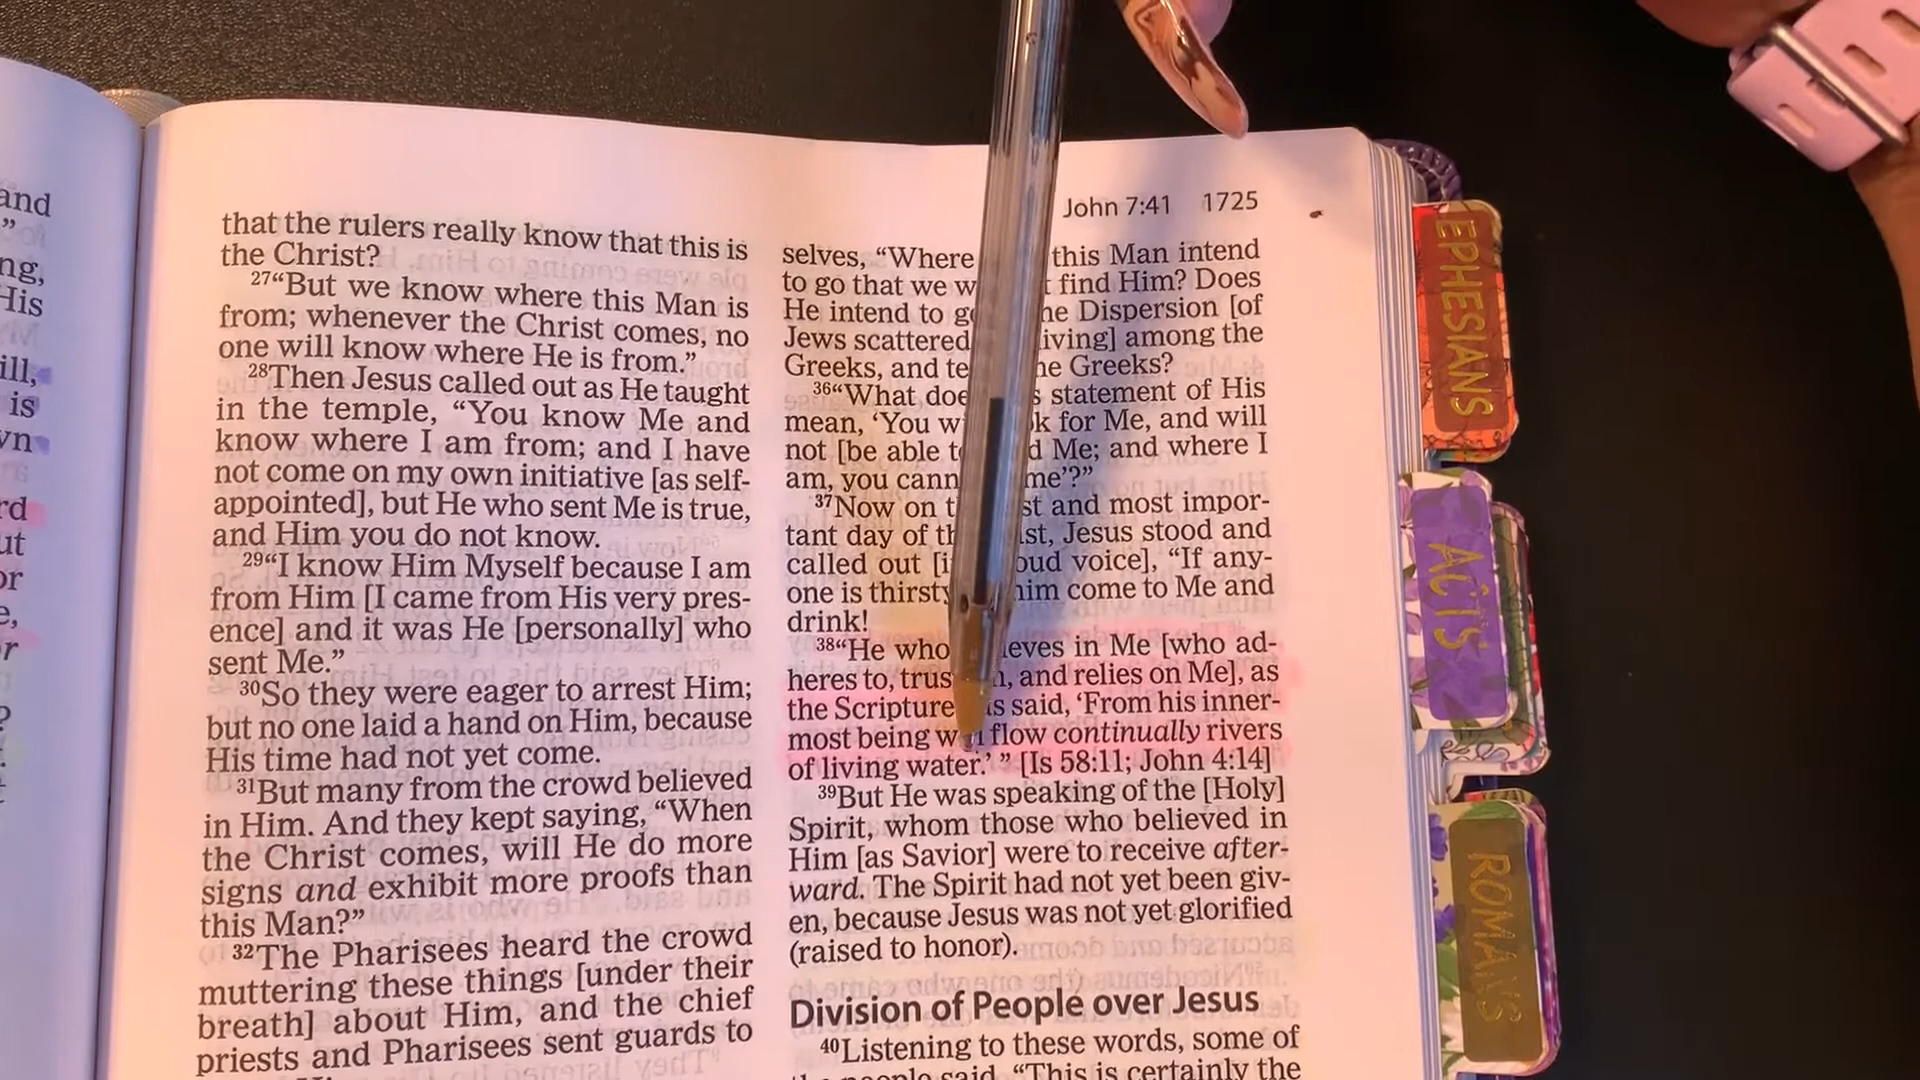 and
”
ng,
His
ill,
is
wn
rd
ut
or
e,
r
?
that the rulers really know that this is
the Christ?
27“But we know where this Man is
from; whenever the Christ comes, no
one will know where He is from.”
28Then Jesus called out as He taught
in the temple, “You know Me and
know where I am from; and I have
not come on my own initiative [as self-
appointed], but He who sent Me is true,
and Him you do not know.
29“I know Him Myself because I am
from Him [I came from His very pres-
ence] and it was He [personally] who
sent Me.”
30So they were eager to arrest Him;
but no one laid a hand on Him, because
His time had not yet come.
31But many from the crowd believed
in Him. And they kept saying, “When
the Christ comes, will He do more
signs and exhibit more proofs than
this Man?”
32The Pharisees heard the crowd
muttering these things [under their
breath] about Him, and the chief
priests and Pharisees sent guards to
John 7:41 1725
selves, “Where this Man intend
to go that we find Him? Does
He intend to the Dispersion [of
Jews scattered living] among the
Greeks, and the Greeks?
36“What statement of His
mean, ‘You for Me, and will
not [be able Me; and where I
am, you
37Now on and most impor-
tant day of Jesus stood and
called out voice], “If any-
one is thirsty him come to Me and
drink!
38“He who believes in Me [who ad-
heres to, and relies on Me], as
the Scripture said, ‘From his inner-
most being flow continually rivers
of living water.’ ” [Is 58:11; John 4:14]
39But He was speaking of the [Holy]
Spirit, whom those who believed in
Him [as Savior] were to receive after-
ward. The Spirit had not yet been giv-
en, because Jesus was not yet glorified
(raised to honor).
Division of People over Jesus
40Listening to these words, some of
the people said, “This is certainly the
EPHESIANS
ACTS
ROMANS